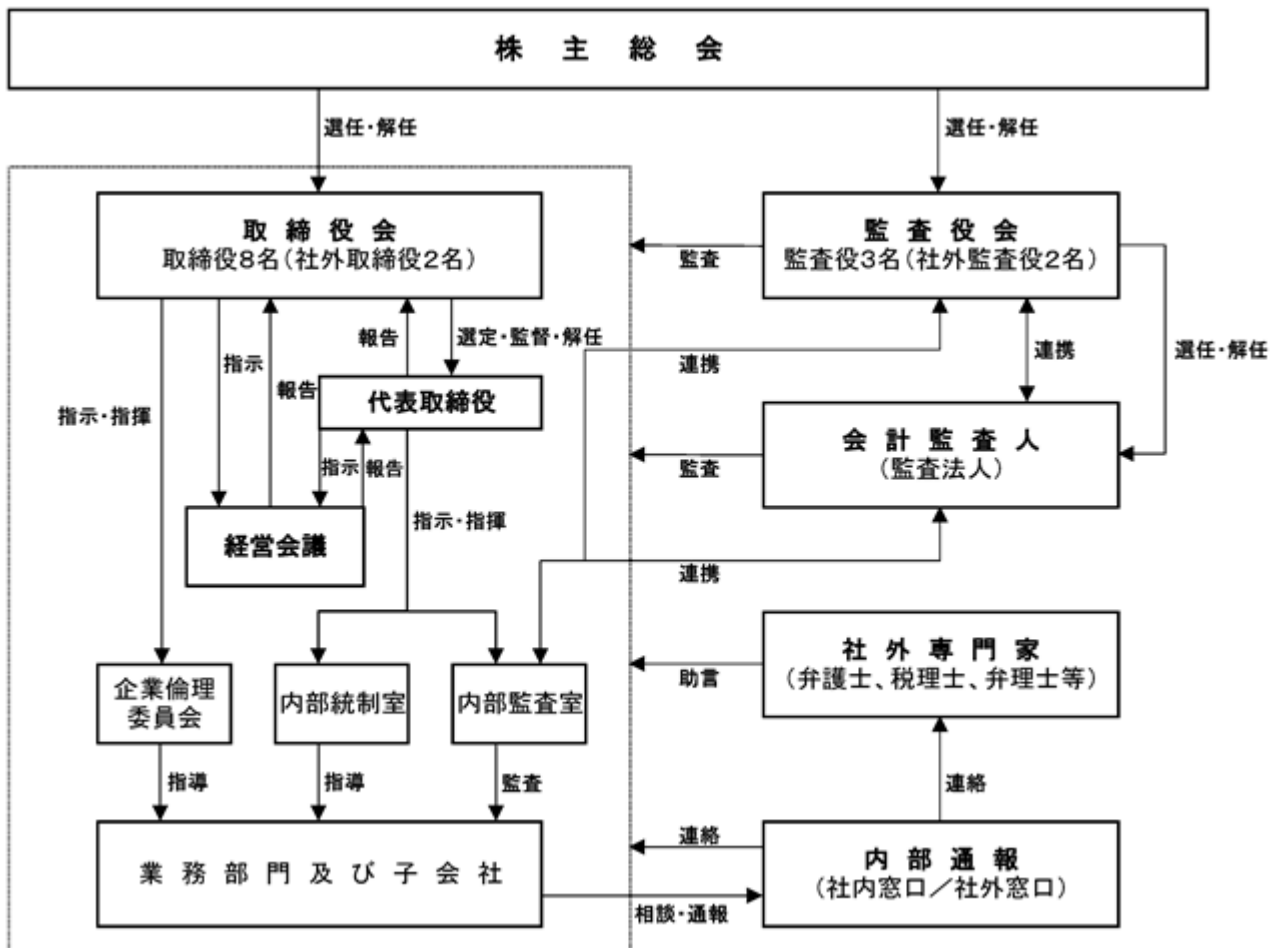 株主総会
選任・解任
選任・解任
取締役会
取締役8名(社外取締役2名)
監査
監査役会
監査役3名(社外監査役2名)
指示
報告
報告
選定・監督・解任
連携
連携
選任・解任
指示・指揮
代表取締役
会計監査人
(監査法人)
監査
指示
報告
指示・指揮
経営会議
連携
社外専門家
(弁護士、税理士、弁理士等)
助言
企業倫理
委員会
内部統制室
内部監査室
指導
指導
監査
連絡
業務部門及び子会社
連絡
内部通報
(社内窓口／社外窓口)
相談・通報